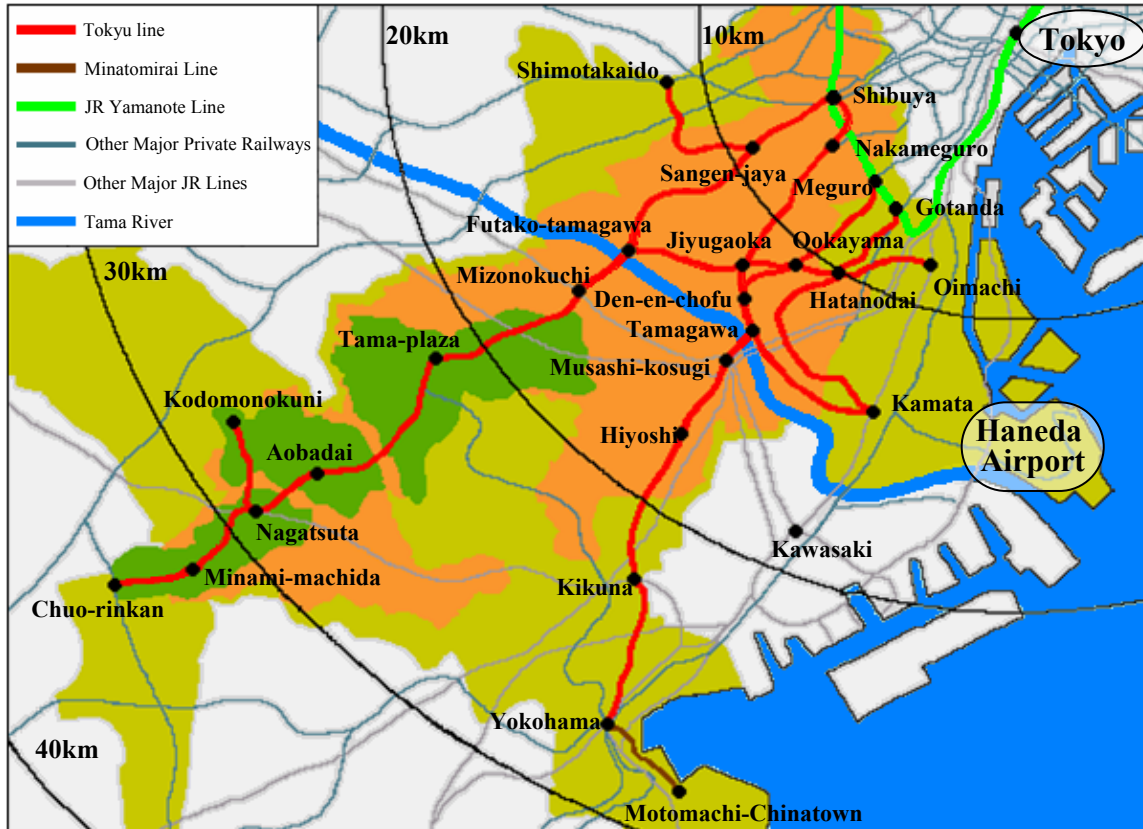 Tokyu line
Minatomirai Line
JR Yamanote Line
Other Major Private Railways
Other Major JR Lines
Tama River
20km
10km
Tokyo
Shimotakaido
Shibuya
Nakameguro
Sangen-jaya
Meguro
Gotanda
Futako-tamagawa
Jiyugaoka
Ookayama
30km
Mizonokuchi
Oimachi
Den-en-chofu
Hatanodai
Tamagawa
Tama-plaza
Musashi-kosugi
Kodomonokuni
Kamata
Hiyoshi
Haneda
Airport
Aobadai
Nagatsuta
Kawasaki
Minami-machida
Kikuna
Chuo-rinkan
Yokohama
40km
Motomachi-Chinatown